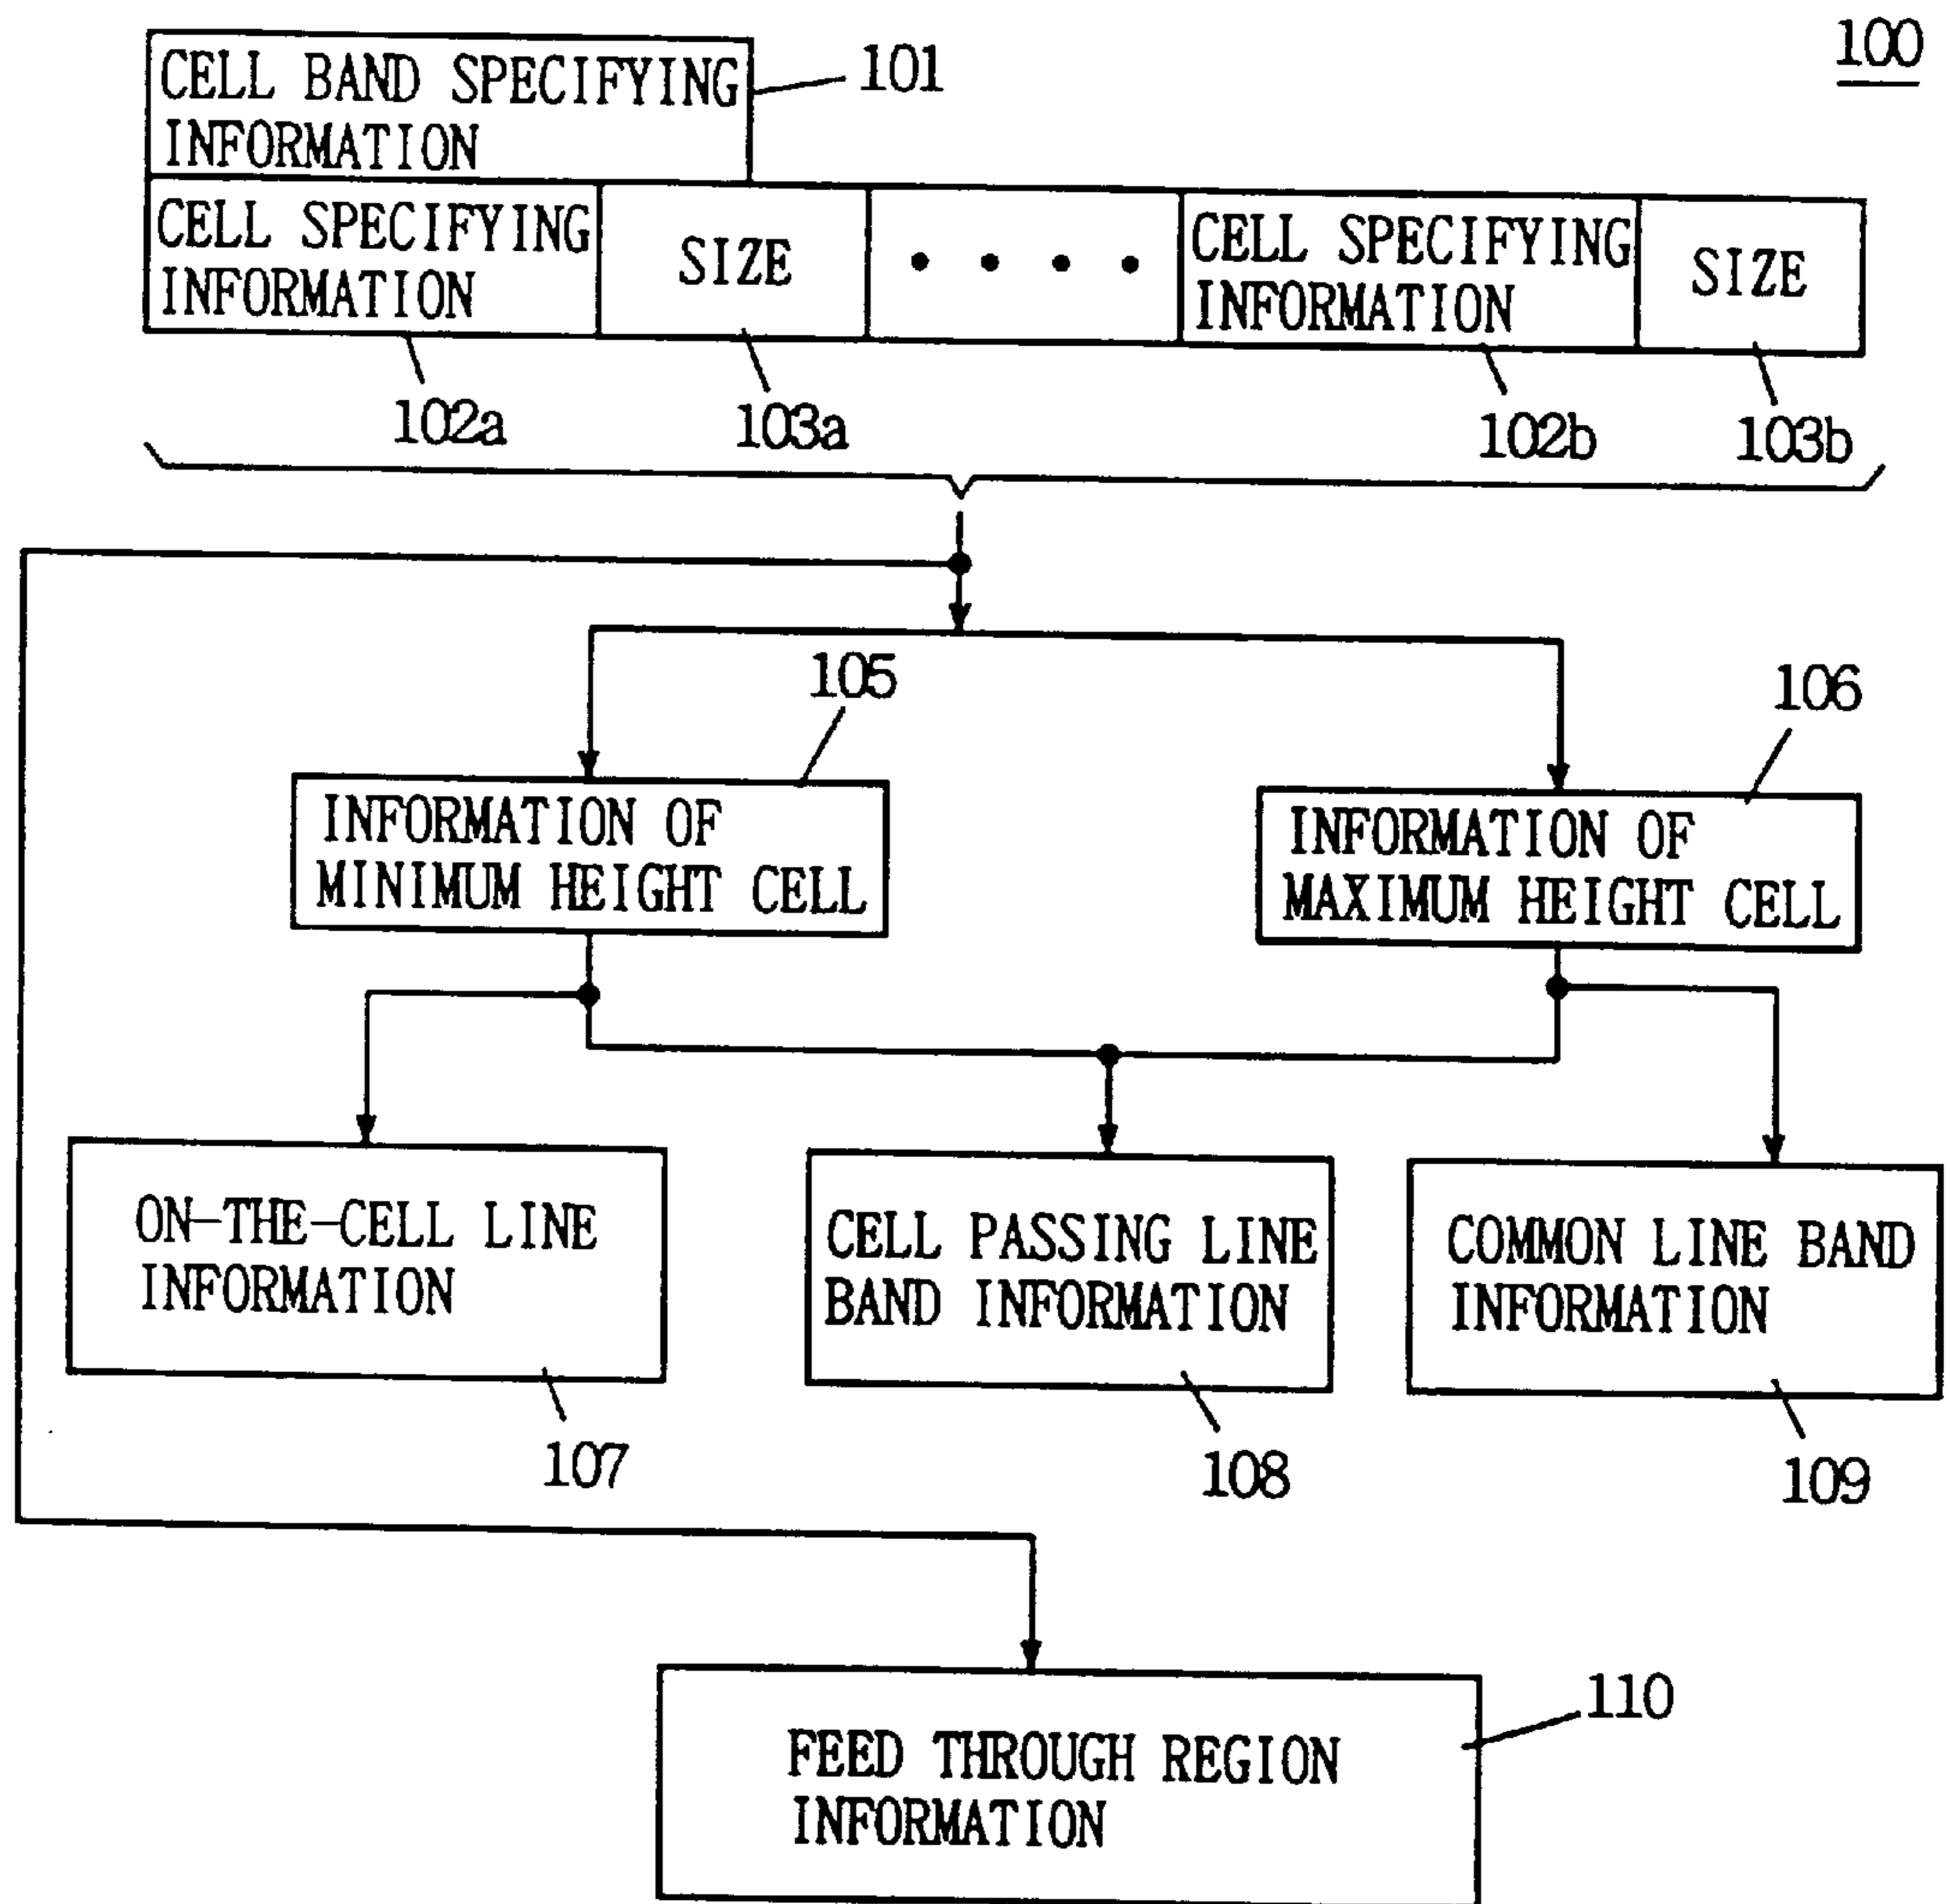 100
CELL BAND SPECIFYING
INFORMATION
101
CELL SPECIFYING
INFORMATION
SIZE
CELL SPECIFYING
INFORMATION
SIZE
102a
103a
102b
103b
105
106
INFORMATION OF
MINIMUM HEIGHT CELL
INFORMATION OF
MAXIMUM HEIGHT CELL
ON-THE-CELL LINE
INFORMATION
CELL PASSING LINE
BAND INFORMATION
COMMON LINE BAND
INFORMATION
107
108
109
110
FEED THROUGH REGION
INFORMATION